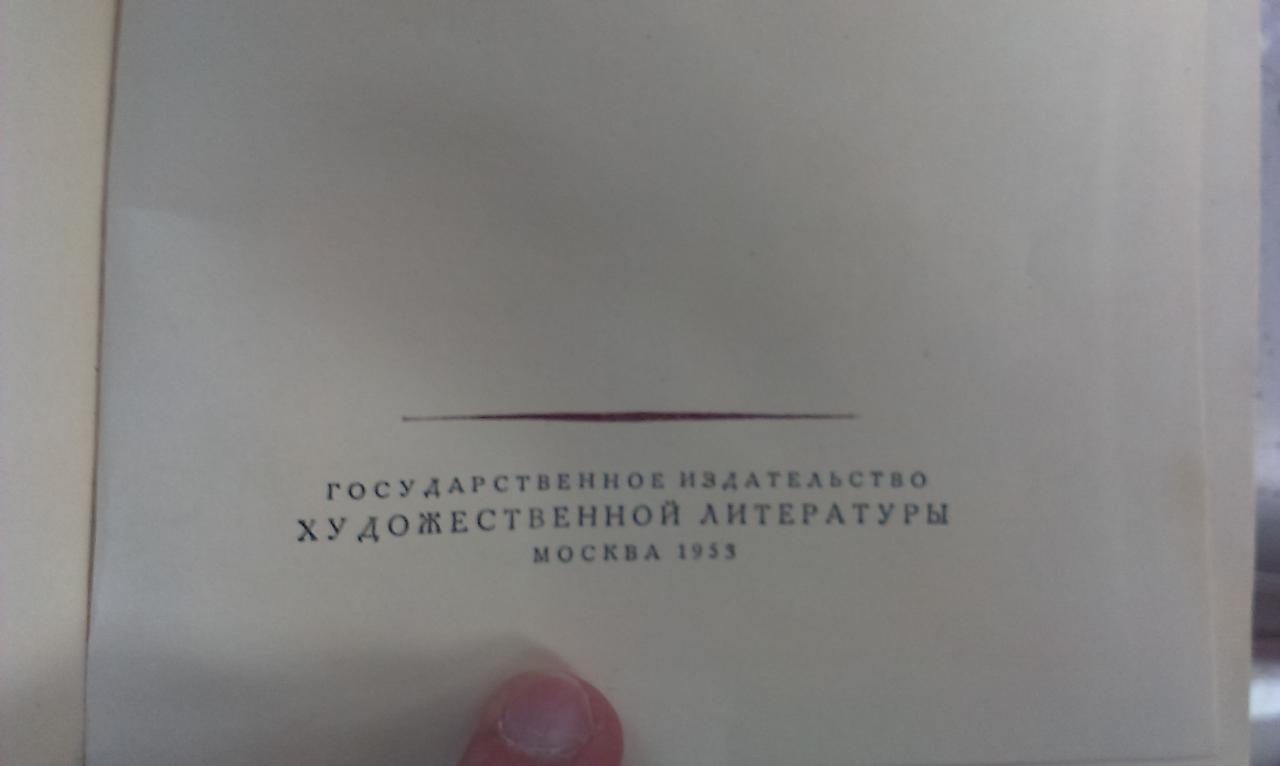 ГОСУДАРСТВЕННОЕ ИЗДАТЕЛЬСТВО
ХУДОЖЕСТВЕННОЙ ЛИТЕРАТУРЫ
МОСКВА 1953